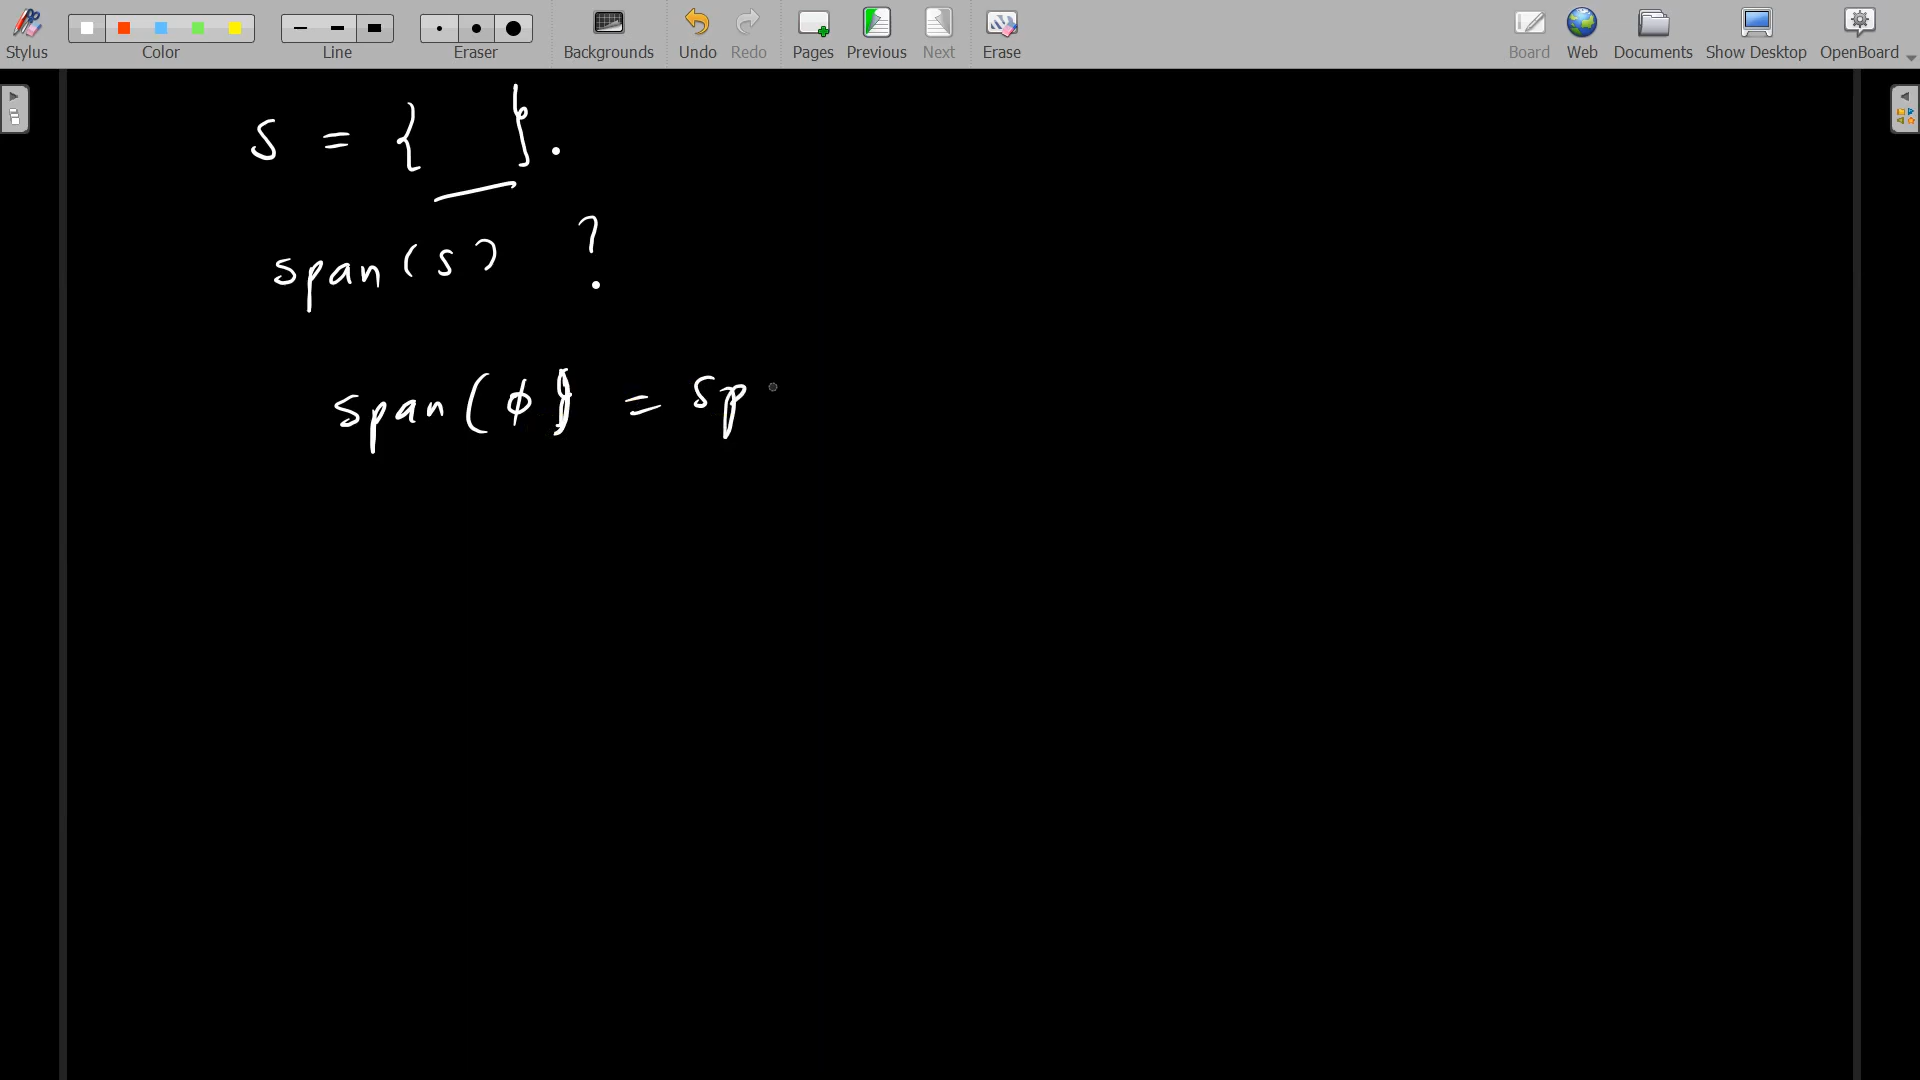 Stylus Color Line Eraser Backgrounds Undo Redo Pages Previous Next Erase Board Web Documents Show Desktop OpenBoard
S = { }.
span(S) ?
span(ϕ) = Sp